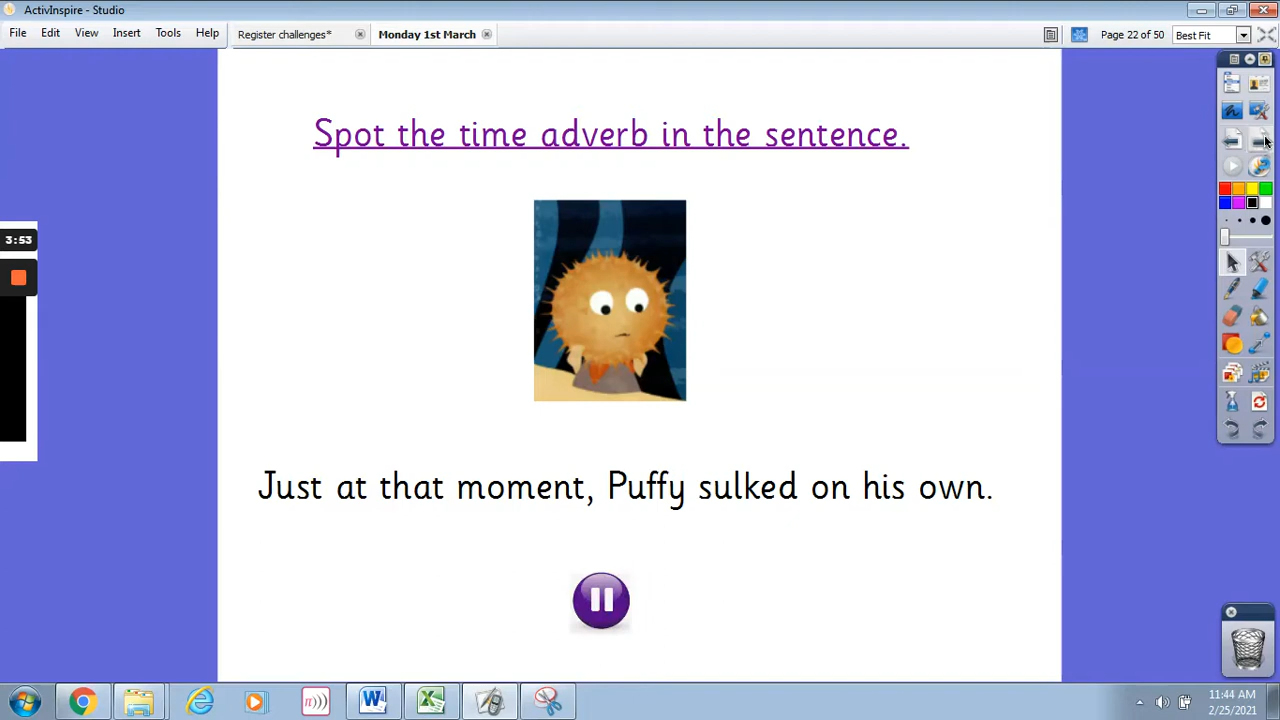 ActivInspire - Studio
File Edit View Insert Tools Help
Register challenges*
Monday 1st March
Page 22 of 50
Best Fit
Spot the time adverb in the sentence.
3:53
Just at that moment, Puffy sulked on his own.
11:44 AM
2/25/2021